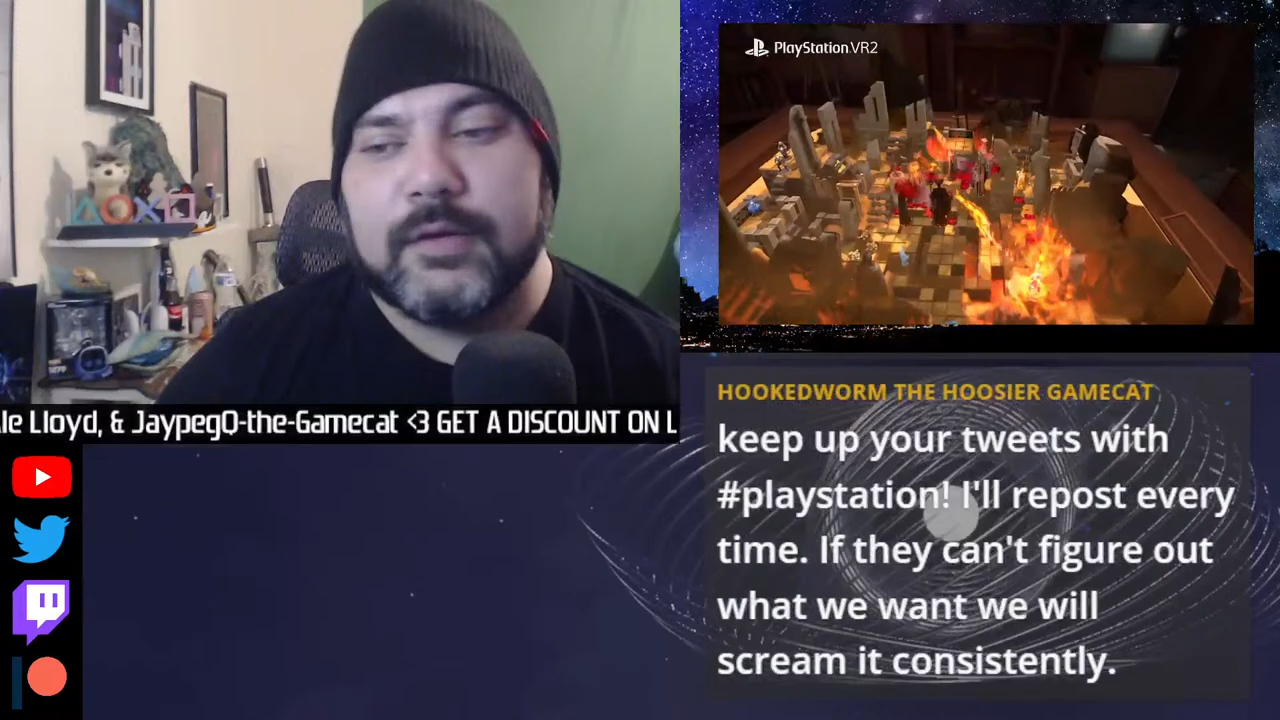 PlayStation VR2
HOOKEDWORM THE HOOSIER GAMECAT
keep up your tweets with
#playstation! I'll repost every
time. If they can't figure out
what we want we will
scream it consistently.
le Lloyd, & JaypegQ-the-Gamecat <3 GET A DISCOUNT ON L